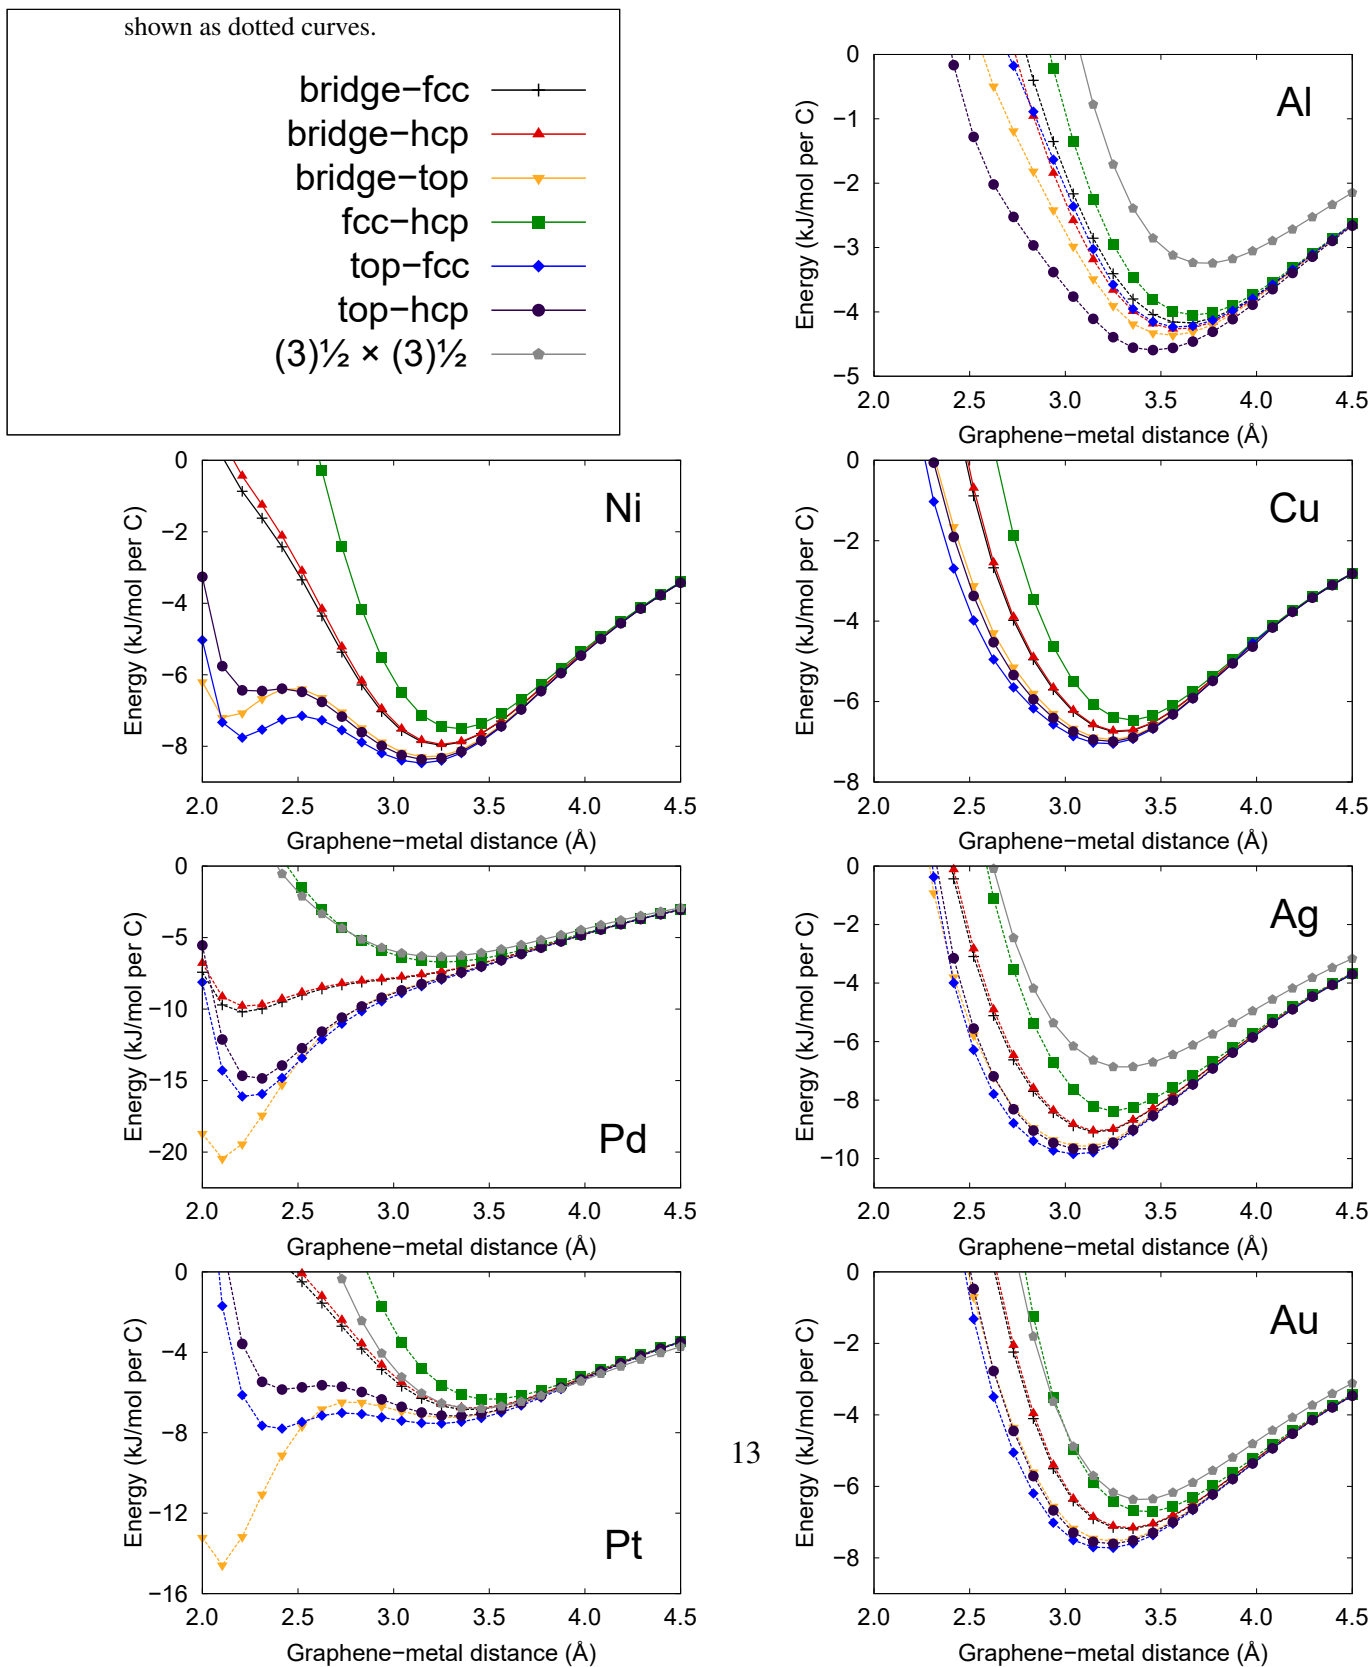 shown as dotted curves.
bridge−fcc
bridge−hcp
bridge−top
fcc−hcp
top−fcc
top−hcp
(3)½ × (3)½
0
−1
−2
−3
−4
−5
2.0 2.5 3.0 3.5 4.0 4.5
Energy (kJ/mol per C)
Graphene−metal distance (Å)
Al
0
−2
−4
−6
−8
2.0 2.5 3.0 3.5 4.0 4.5
Energy (kJ/mol per C)
Graphene−metal distance (Å)
Ni
0
−2
−4
−6
−8
2.0 2.5 3.0 3.5 4.0 4.5
Energy (kJ/mol per C)
Graphene−metal distance (Å)
Cu
0
−5
−10
−15
−20
2.0 2.5 3.0 3.5 4.0 4.5
Energy (kJ/mol per C)
Graphene−metal distance (Å)
Pd
0
−2
−4
−6
−8
−10
2.0 2.5 3.0 3.5 4.0 4.5
Energy (kJ/mol per C)
Graphene−metal distance (Å)
Ag
0
−4
−8
−12
−16
2.0 2.5 3.0 3.5 4.0 4.5
Energy (kJ/mol per C)
Graphene−metal distance (Å)
Pt
13
0
−2
−4
−6
−8
2.0 2.5 3.0 3.5 4.0 4.5
Energy (kJ/mol per C)
Graphene−metal distance (Å)
Au